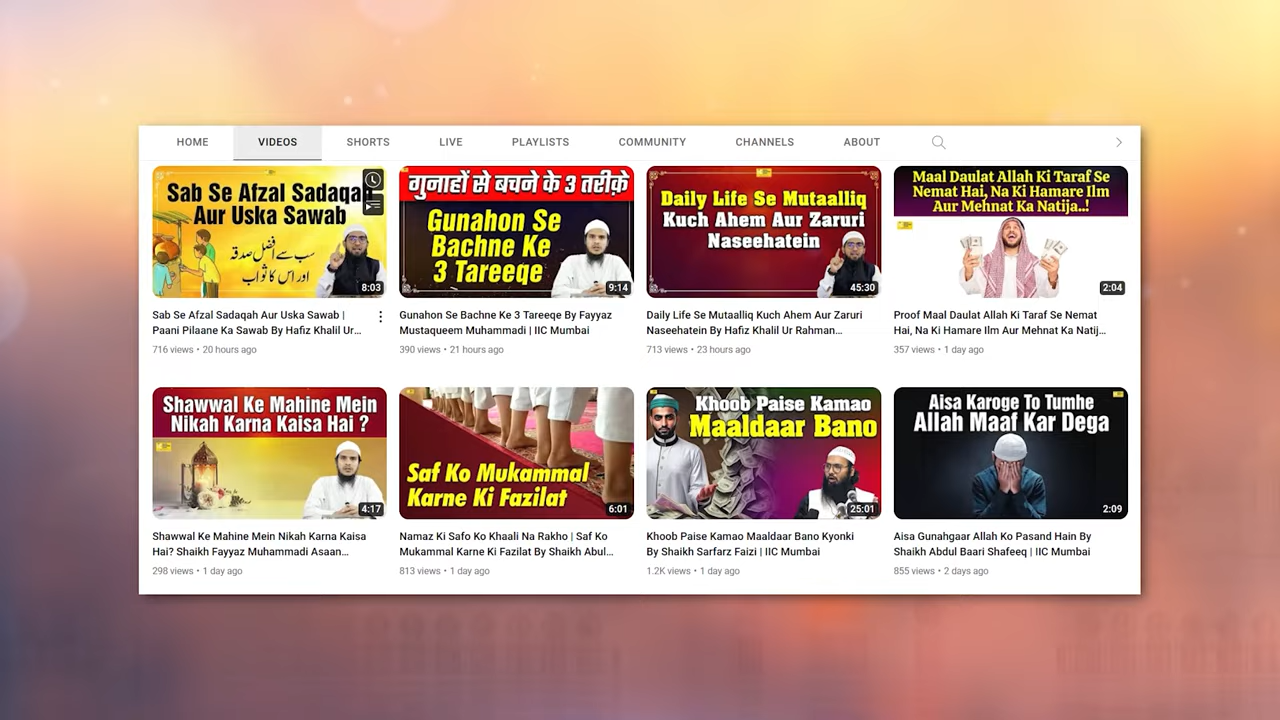 HOME VIDEOS SHORTS LIVE PLAYLISTS COMMUNITY CHANNELS ABOUT
Sab Se Afzal Sadaqah
Aur Uska Sawab
سب سے افضل صدقہ
اور اس کا ثواب
8:03
Sab Se Afzal Sadaqah Aur Uska Sawab |
Paani Pilaane Ka Sawab By Hafiz Khalil Ur...
716 views • 20 hours ago
गुनाहों से बचने के 3 तरीक़े
Gunahon Se
Bachne Ke
3 Tareeqe
9:14
Gunahon Se Bachne Ke 3 Tareeqe By Fayyaz
Mustaqueem Muhammadi | IIC Mumbai
390 views • 21 hours ago
Daily Life Se Mutaalliq
Kuch Ahem Aur Zaruri
Naseehatein
45:30
Daily Life Se Mutaalliq Kuch Ahem Aur Zaruri
Naseehatein By Hafiz Khalil Ur Rahman...
713 views • 23 hours ago
Maal Daulat Allah Ki Taraf Se
Nemat Hai, Na Ki Hamare Ilm
Aur Mehnat Ka Natija..!
2:04
Proof Maal Daulat Allah Ki Taraf Se Nemat
Hai, Na Ki Hamare Ilm Aur Mehnat Ka Natij...
357 views • 1 day ago
Shawwal Ke Mahine Mein
Nikah Karna Kaisa Hai ?
4:17
Shawwal Ke Mahine Mein Nikah Karna Kaisa
Hai? Shaikh Fayyaz Muhammadi Asaan...
298 views • 1 day ago
Saf Ko Mukammal
Karne Ki Fazilat
6:01
Namaz Ki Safo Ko Khaali Na Rakho | Saf Ko
Mukammal Karne Ki Fazilat By Shaikh Abul...
813 views • 1 day ago
Khoob Paise Kamao
Maaldaar Bano
25:01
Khoob Paise Kamao Maaldaar Bano Kyonki
By Shaikh Sarfarz Faizi | IIC Mumbai
1.2K views • 1 day ago
Aisa Karoge To Tumhe
Allah Maaf Kar Dega
2:09
Aisa Gunahgaar Allah Ko Pasand Hain By
Shaikh Abdul Baari Shafeeq | IIC Mumbai
855 views • 2 days ago